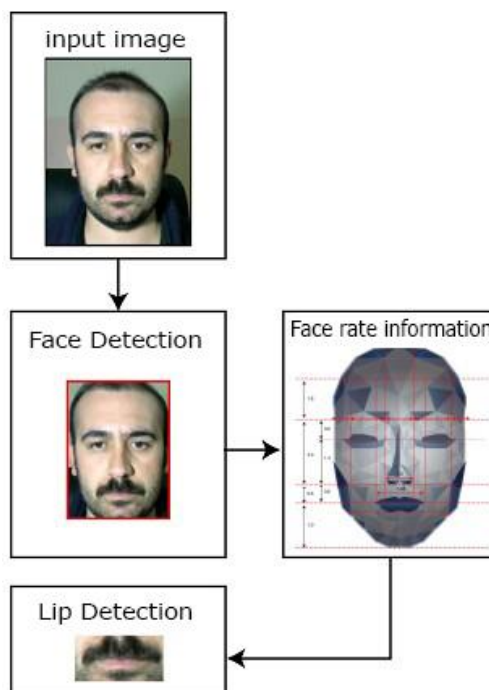 input image
Face Detection
Face rate information
Lip Detection